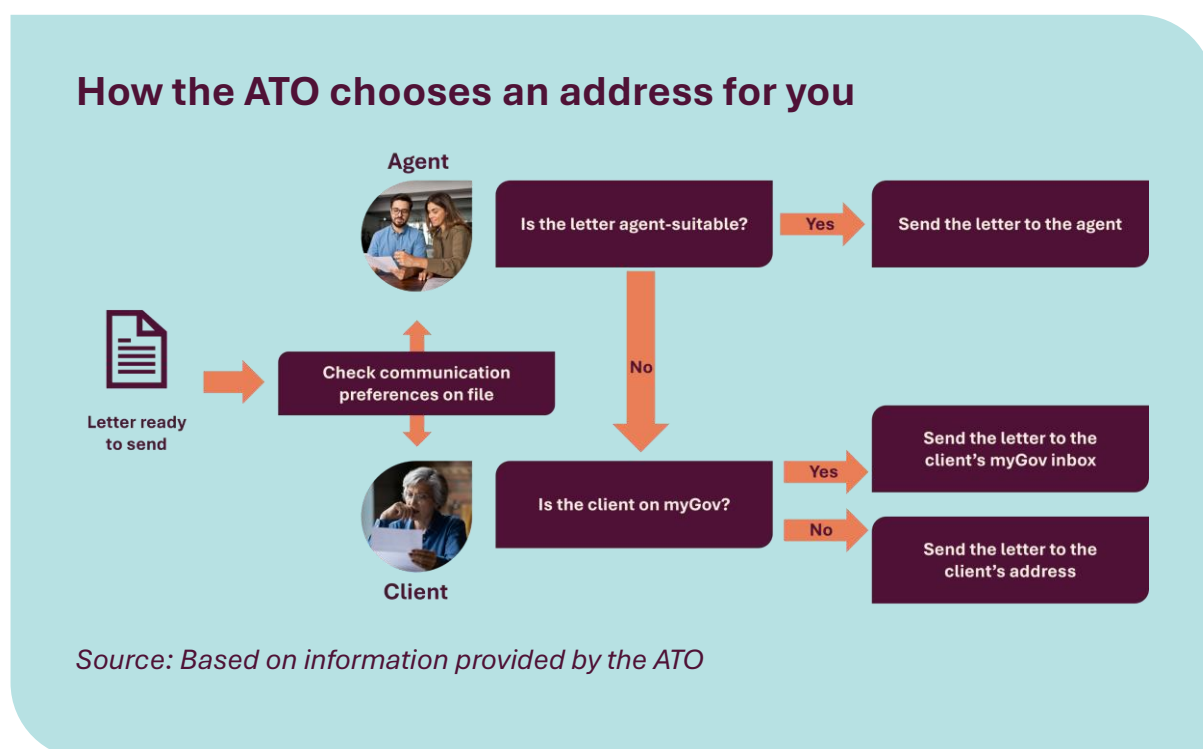 How the ATO chooses an address for you
Agent
Is the letter agent-suitable?
Yes
Send the letter to the agent
No
Letter ready
to send
Check communication
preferences on file
Client
Is the client on myGov?
Yes
Send the letter to the
client’s myGov inbox
No
Send the letter to the
client’s address
Source: Based on information provided by the ATO